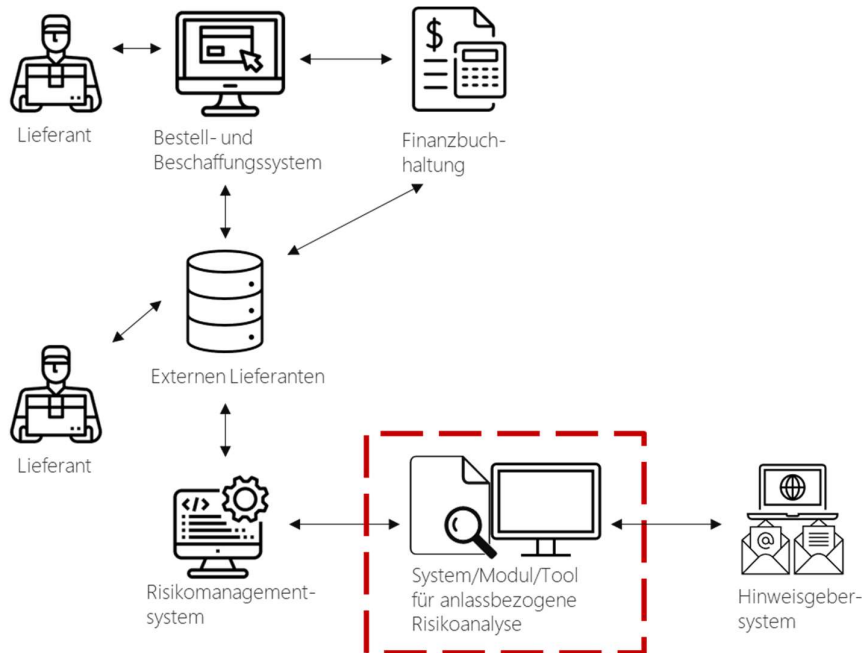 $
Lieferant
Bestell- und
Beschaffungssystem
Finanzbuch-
haltung
Externen Lieferanten
Lieferant
</>
Risikomanagement-
system
System/Modul/Tool
für anlassbezogene
Risikoanalyse
@
Hinweisgeber-
system